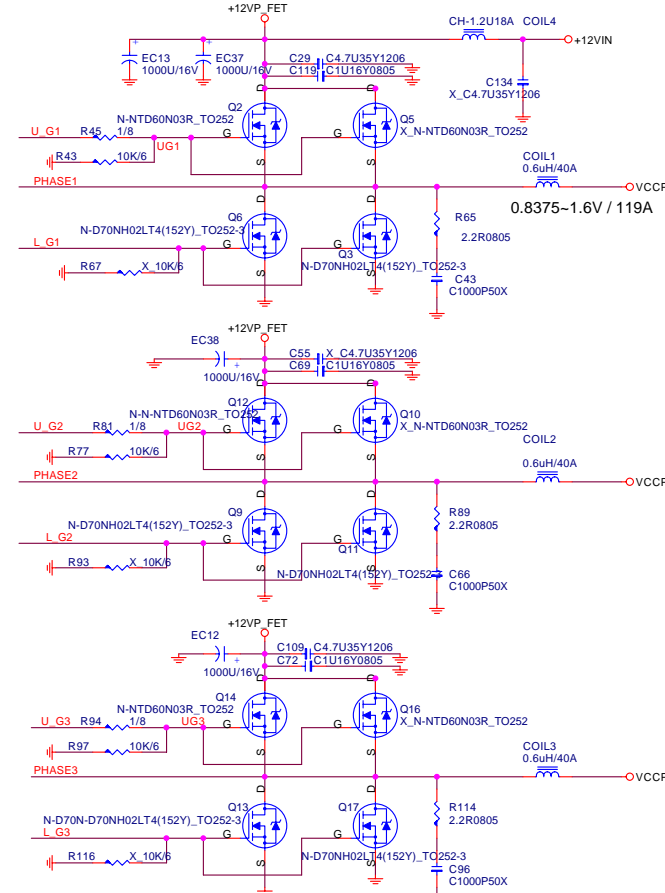 +12VP_FET
CH-1.2U18A COIL4
+12VIN
EC13
1000U/16V
EC37
1000U/16V
C29 C4.7U35Y1206
C119 C1U16Y0805
C134
X_C4.7U35Y1206
Q2
N-NTD60N03R_TO252
Q5
X_N-NTD60N03R_TO252
D
D
U_G1 R45 1/8
UG1
G
G
R43 10K/6
S
S
COIL1
0.6uH/40A
PHASE1
VCCP
0.8375~1.6V / 119A
D
D
Q6
N-D70NH02LT4(152Y)_TO252-3
R65
2.2R0805
L_G1
G
G
Q3
N-D70NH02LT4(152Y)_TO252-3
R67 X_10K/6
S
S
C43
C1000P50X
+12VP_FET
EC38
1000U/16V
C55 X_C4.7U35Y1206
C69 C1U16Y0805
D
D
Q12
N-N-NTD60N03R_TO252
Q10
X_N-NTD60N03R_TO252
U_G2 R81 1/8 UG2
G
G
R77 10K/6
S
S
COIL2
0.6uH/40A
PHASE2
VCCP
D
D
Q9
N-D70NH02LT4(152Y)_TO252-3
R89
2.2R0805
L_G2
G
G
Q11
N-D70NH02LT4(152Y)_TO252-3
R93 X_10K/6
S
S
C66
C1000P50X
+12VP_FET
EC12
1000U/16V
C109 C4.7U35Y1206
C72 C1U16Y0805
D
D
Q14
N-NTD60N03R_TO252
Q16
X_N-NTD60N03R_TO252
U_G3 R94 1/8 UG3
G
G
R97 10K/6
S
S
COIL3
0.6uH/40A
PHASE3
VCCP
D
D
Q13
N-D70N-D70NH02LT4(152Y)_TO252-3
Q17
R114
2.2R0805
L_G3
G
G
N-D70NH02LT4(152Y)_TO252-3
R116 X_10K/6
S
S
C96
C1000P50X